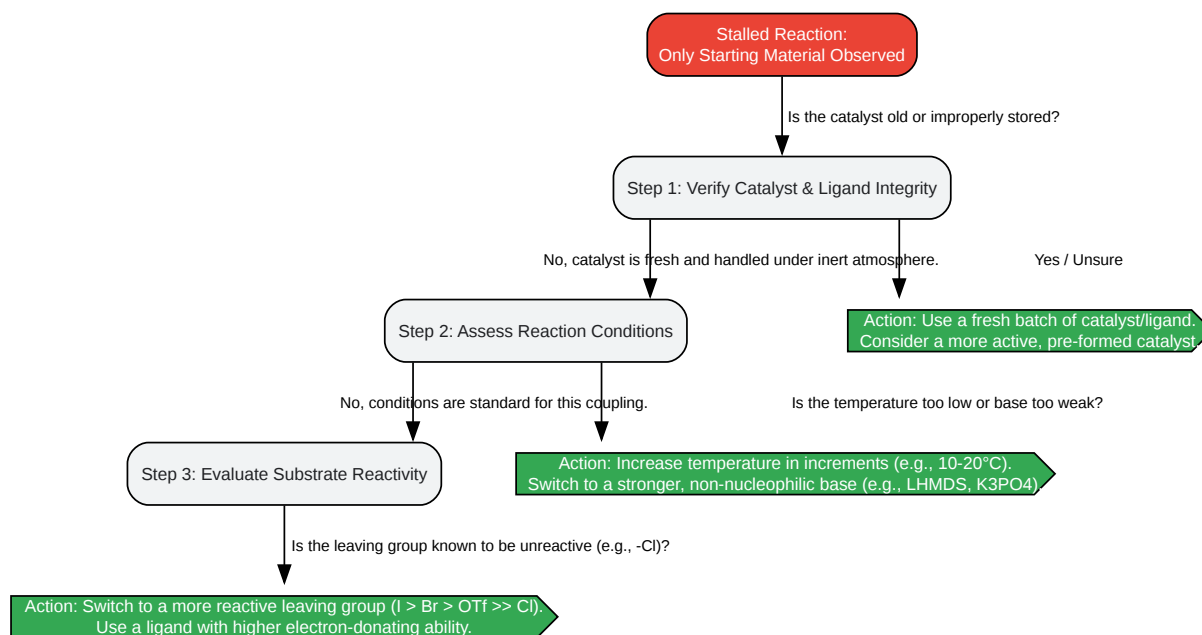 Stalled Reaction:
Only Starting Material Observed
Is the catalyst old or improperly stored?
Step 1: Verify Catalyst & Ligand Integrity
No, catalyst is fresh and handled under inert atmosphere.
Yes / Unsure
Step 2: Assess Reaction Conditions
Action: Use a fresh batch of catalyst/ligand.
Consider a more active, pre-formed catalyst.
No, conditions are standard for this coupling.
Is the temperature too low or base too weak?
Step 3: Evaluate Substrate Reactivity
Action: Increase temperature in increments (e.g., 10-20°C).
Switch to a stronger, non-nucleophilic base (e.g., LHMDS, K3PO4).
Is the leaving group known to be unreactive (e.g., -Cl)?
Action: Switch to a more reactive leaving group (I > Br > OTf >> Cl).
Use a ligand with higher electron-donating ability.